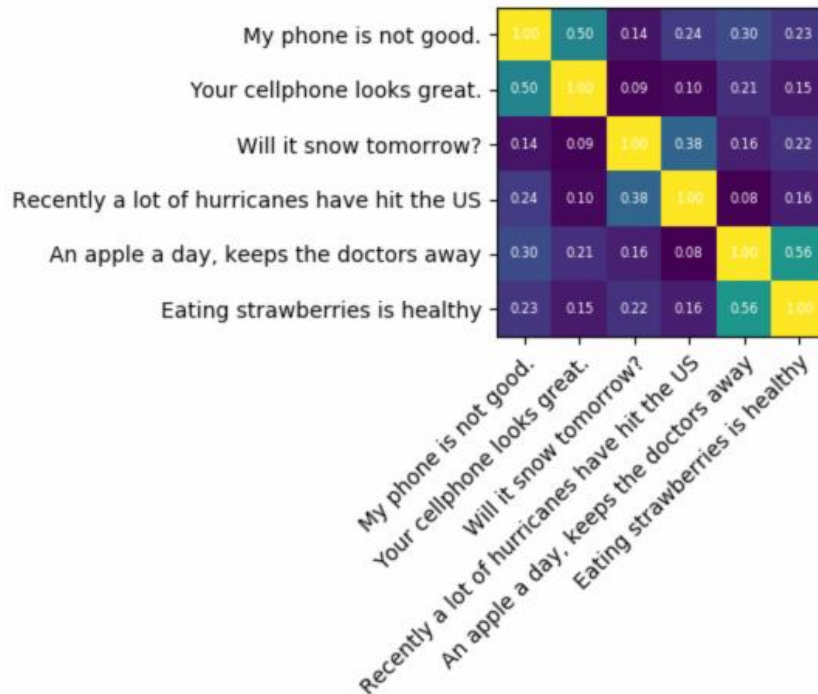 My phone is not good. 1.00 0.50 0.14 0.24 0.30 0.23
Your cellphone looks great. 0.50 1.00 0.09 0.10 0.21 0.15
Will it snow tomorrow? 0.14 0.09 1.00 0.38 0.16 0.22
Recently a lot of hurricanes have hit the US 0.24 0.10 0.38 1.00 0.08 0.16
An apple a day, keeps the doctors away 0.30 0.21 0.16 0.08 1.00 0.56
Eating strawberries is healthy 0.23 0.15 0.22 0.16 0.56 1.00
My phone is not good.
Your cellphone looks great.
Will it snow tomorrow?
Recently a lot of hurricanes have hit the US
An apple a day, keeps the doctors away
Eating strawberries is healthy